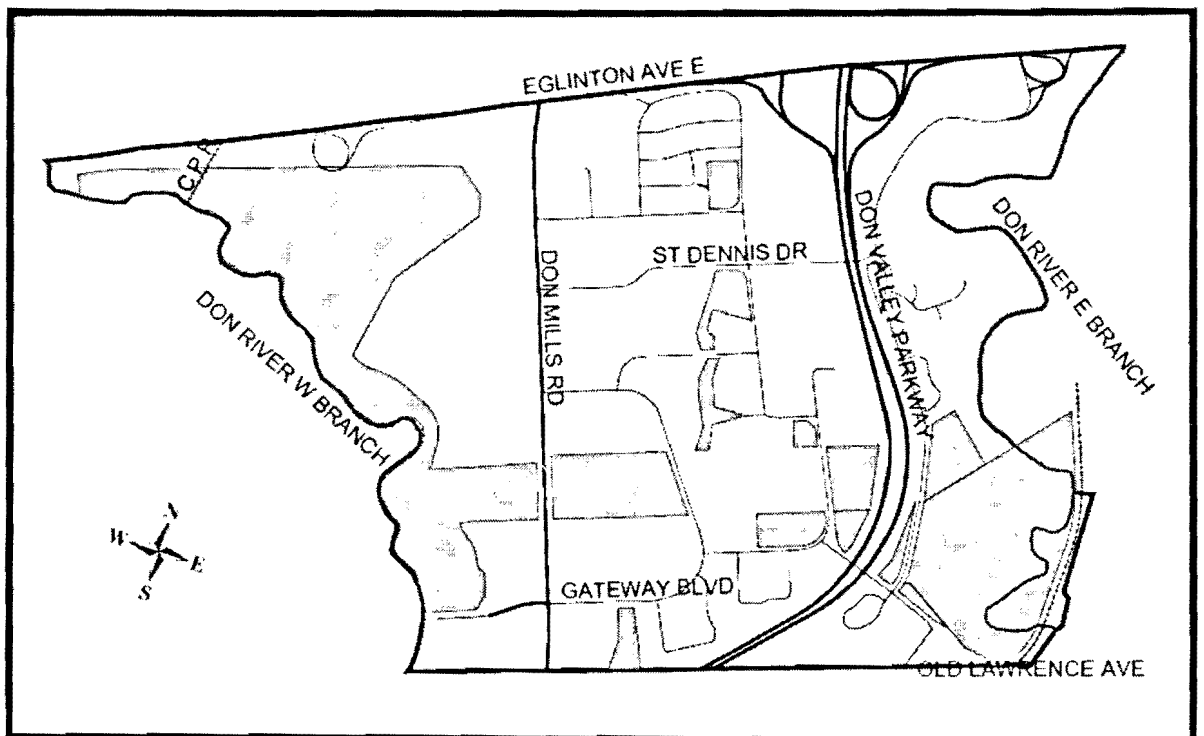 EGLINTON AVE E
C.P.R
ST DENNIS DR
DON MILLS RD
DON VALLEY PARKWAY
DON RIVER E BRANCH
DON RIVER W BRANCH
N
W
E
S
GATEWAY BLVD
OLD LAWRENCE AVE